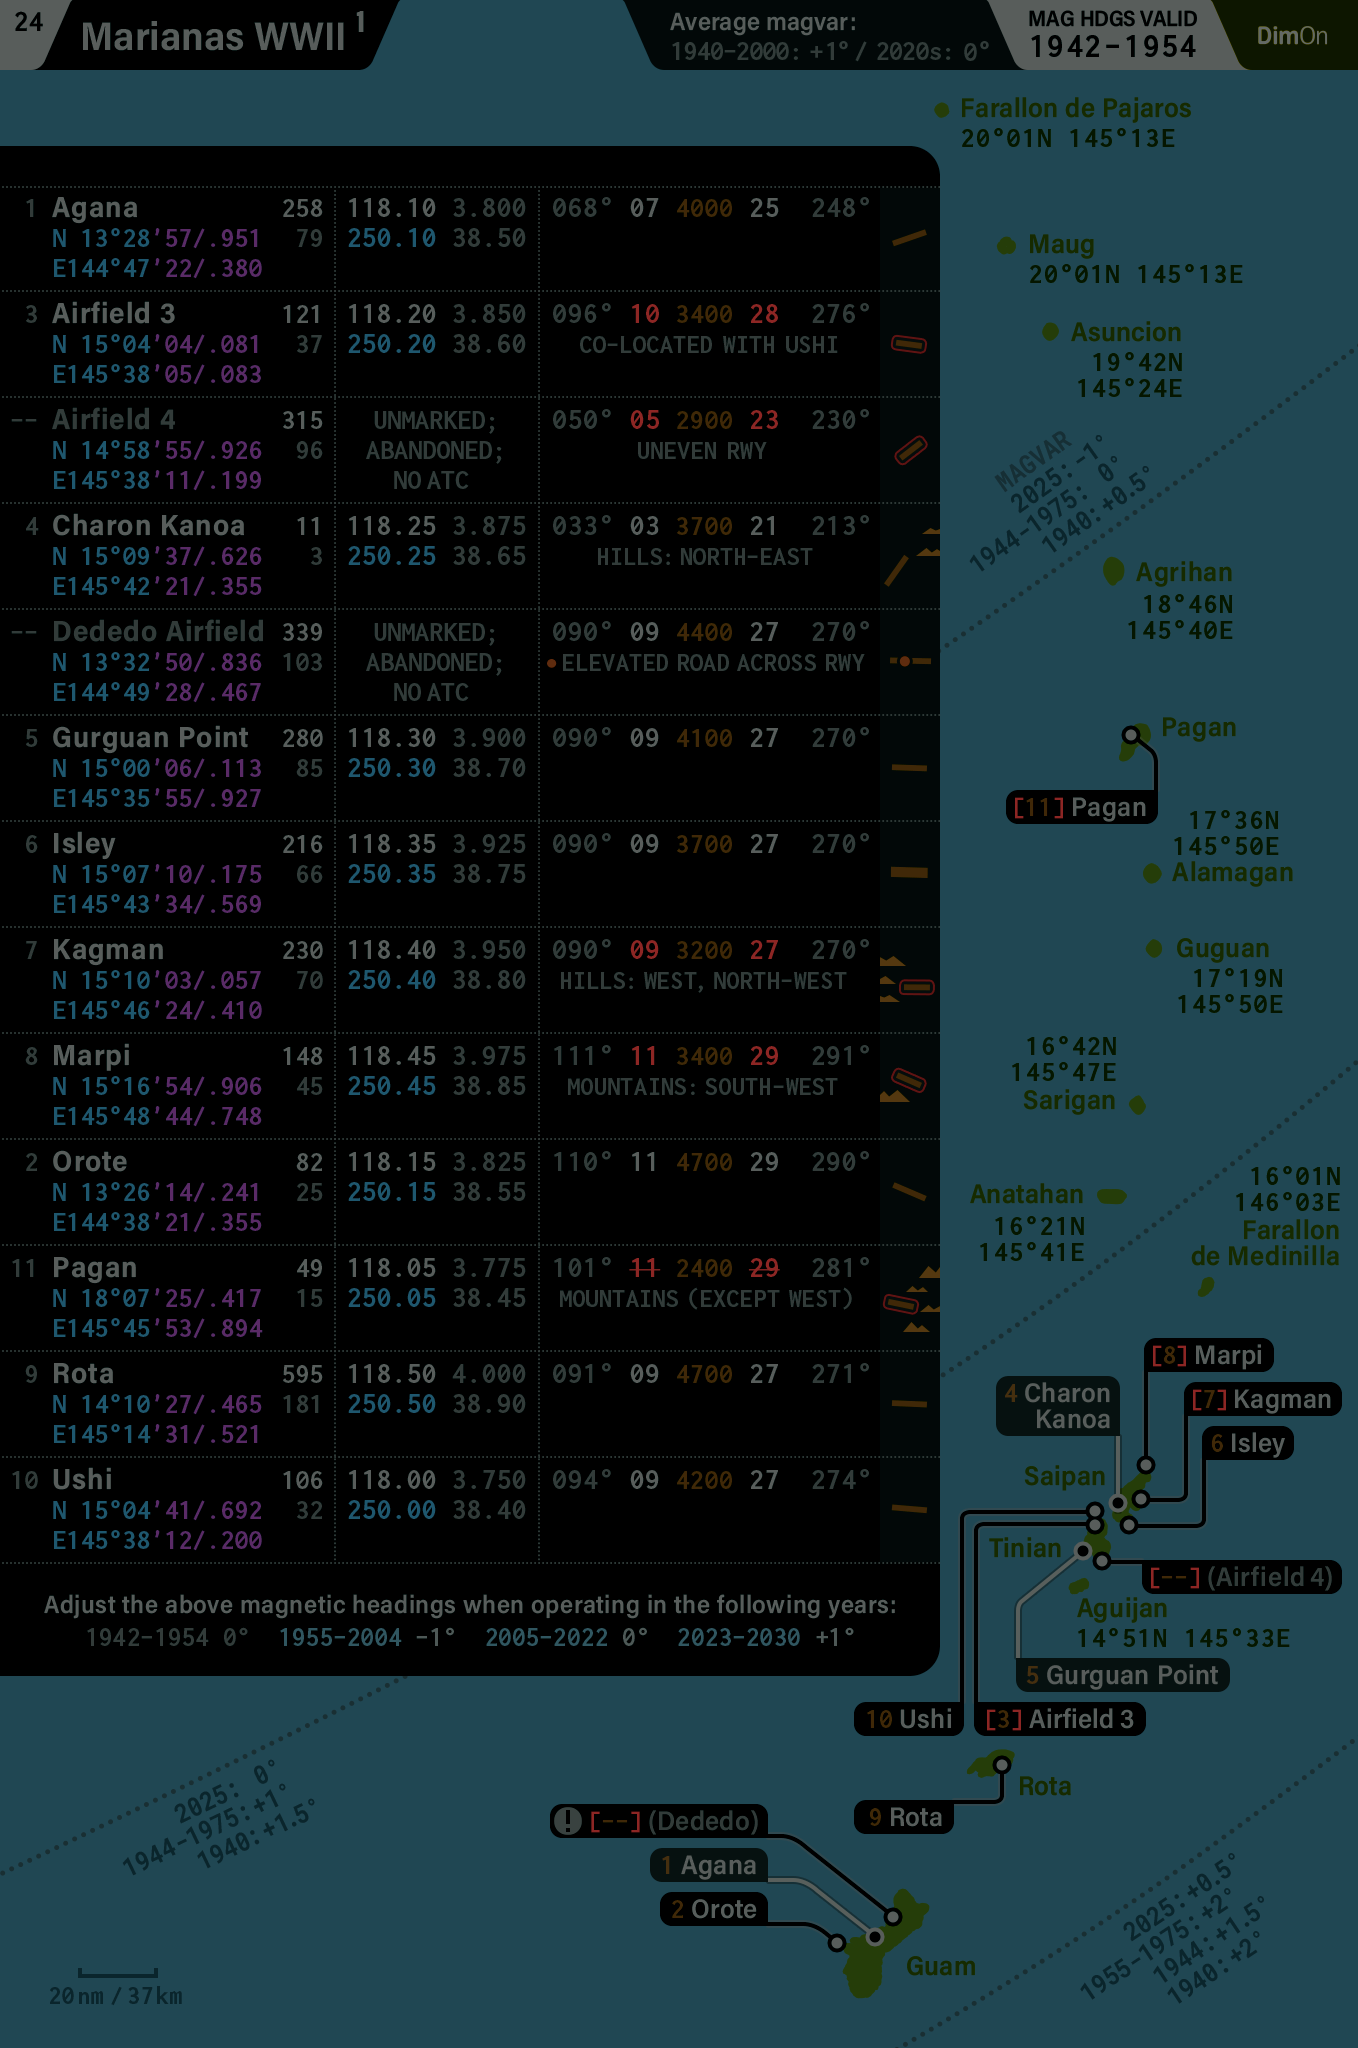 24
Marianas WWII 1
Average magvar:
1940-2000: +1° / 2020s: 0°
MAG HDGS VALID
1942-1954
DimOn
1 Agana 258 118.10 3.800 068° 07 4000 25 248°
N 13°28'57/.951 79 250.10 38.50
E144°47'22/.380
3 Airfield 3 121 118.20 3.850 096° 10 3400 28 276°
N 15°04'04/.081 37 250.20 38.60 CO-LOCATED WITH USHI
E145°38'05/.083
-- Airfield 4 315 UNMARKED; 050° 05 2900 23 230°
N 14°58'55/.926 96 ABANDONED; UNEVEN RWY
E145°38'11/.199 NO ATC
4 Charon Kanoa 11 118.25 3.875 033° 03 3700 21 213°
N 15°09'37/.626 3 250.25 38.65 HILLS: NORTH-EAST
E145°42'21/.355
-- Dededo Airfield 339 UNMARKED; 090° 09 4400 27 270°
N 13°32'50/.836 103 ABANDONED; ELEVATED ROAD ACROSS RWY
E144°49'28/.467 NO ATC
5 Gurguan Point 280 118.30 3.900 090° 09 4100 27 270°
N 15°00'06/.113 85 250.30 38.70
E145°35'55/.927
6 Isley 216 118.35 3.925 090° 09 3700 27 270°
N 15°07'10/.175 66 250.35 38.75
E145°43'34/.569
7 Kagman 230 118.40 3.950 090° 09 3200 27 270°
N 15°10'03/.057 70 250.40 38.80 HILLS: WEST, NORTH-WEST
E145°46'24/.410
8 Marpi 148 118.45 3.975 111° 11 3400 29 291°
N 15°16'54/.906 45 250.45 38.85 MOUNTAINS: SOUTH-WEST
E145°48'44/.748
2 Orote 82 118.15 3.825 110° 11 4700 29 290°
N 13°26'14/.241 25 250.15 38.55
E144°38'21/.355
11 Pagan 49 118.05 3.775 101° 11 2400 29 281°
N 18°07'25/.417 15 250.05 38.45 MOUNTAINS (EXCEPT WEST)
E145°45'53/.894
9 Rota 595 118.50 4.000 091° 09 4700 27 271°
N 14°10'27/.465 181 250.50 38.90
E145°14'31/.521
10 Ushi 106 118.00 3.750 094° 09 4200 27 274°
N 15°04'41/.692 32 250.00 38.40
E145°38'12/.200
Adjust the above magnetic headings when operating in the following years:
1942-1954 0° 1955-2004 -1° 2005-2022 0° 2023-2030 +1°
Farallon de Pajaros
20°01N 145°13E
Maug
20°01N 145°13E
Asuncion
19°42N
145°24E
MAGVAR
2025: -1°
1944-1975: 0°
1940: +0.5°
Agrihan
18°46N
145°40E
Pagan
[11] Pagan
17°36N
145°50E
Alamagan
Guguan
17°19N
145°50E
16°42N
145°47E
Sarigan
Anatahan
16°21N
145°41E
16°01N
146°03E
Farallon
de Medinilla
[8] Marpi
4 Charon
Kanoa
[7] Kagman
6 Isley
Saipan
Tinian
[--] (Airfield 4)
Aguijan
14°51N 145°33E
5 Gurguan Point
10 Ushi
[3] Airfield 3
Rota
9 Rota
2025: 0°
1944-1975: +1°
1940: +1.5°
! [--] (Dededo)
1 Agana
2 Orote
Guam
2025: +0.5°
1955-1975: +2°
1944: +1.5°
1940: +2°
20nm / 37km